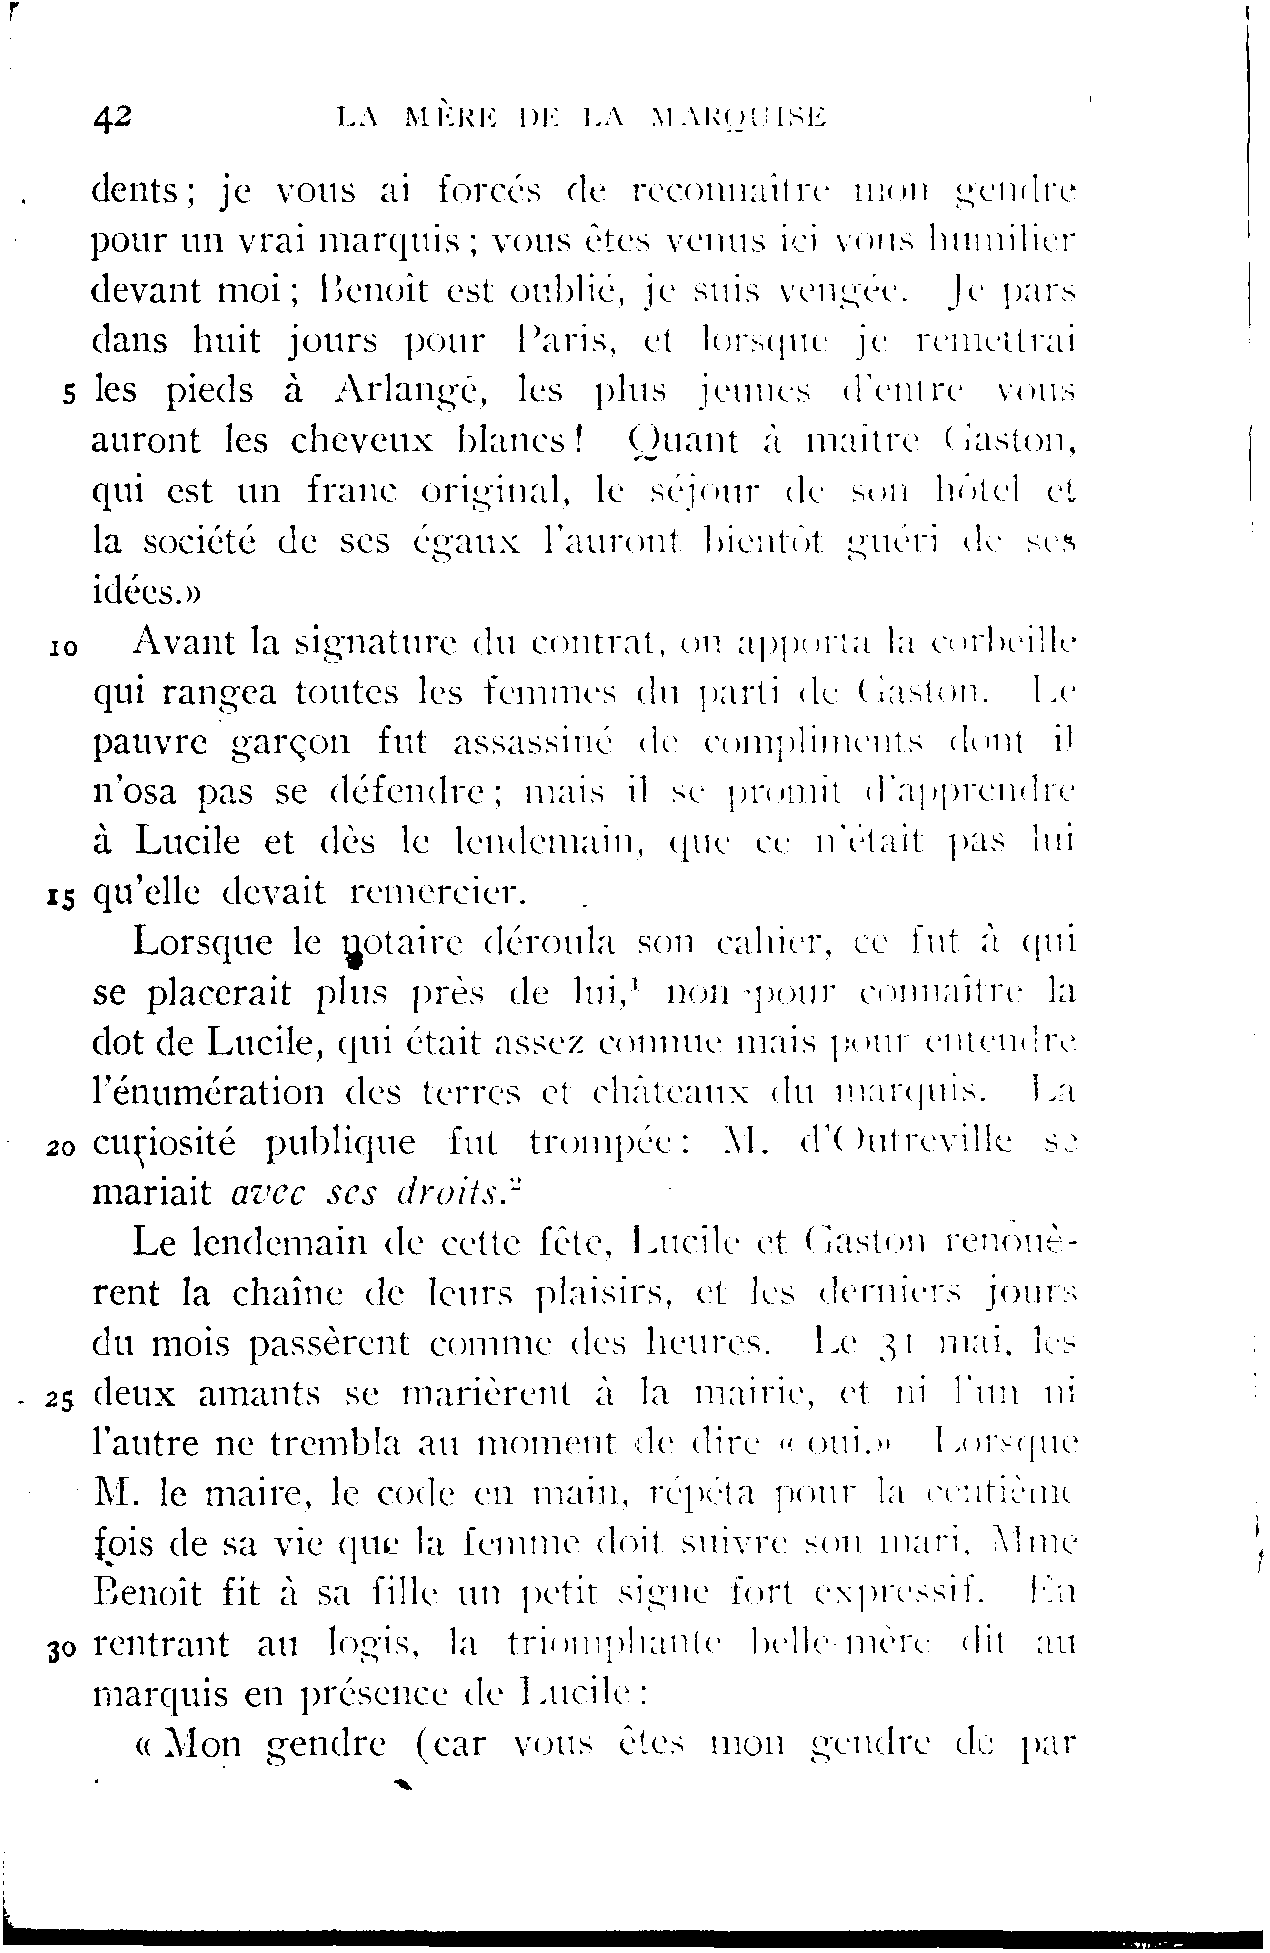 42 LA MÈRE DE LA MARQUISE
dents ; je vous ai forcés de reconnaître mon gendre
pour un vrai marquis ; vous êtes venus ici vous humilier
devant moi ; Benoît est oublié, je suis vengée. Je pars
dans huit jours pour Paris, et lorsque je remettrai
5 les pieds à Arlange, les plus jeunes d'entre vous
auront les cheveux blancs ! Quant à maître Gaston,
qui est un franc original, le séjour de son hôtel et
la société de ses égaux l'auront bientôt guéri de ses
idées.»
10 Avant la signature du contrat, on apporta la corbeille
qui rangea toutes les femmes du parti de Gaston. Le
pauvre garçon fut assassiné de compliments dont il
n'osa pas se défendre ; mais il se promit d'apprendre
à Lucile et dès le lendemain, que ce n'était pas lui
15 qu'elle devait remercier.
Lorsque le notaire déroula son cahier, ce fut à qui
se placerait plus près de lui,¹ non pour connaître la
dot de Lucile, qui était assez connue mais pour entendre
l'énumération des terres et châteaux du marquis. La
20 curiosité publique fut trompée : M. d'Outreville se
mariait avec ses droits.²
Le lendemain de cette fête, Lucile et Gaston renouè-
rent la chaîne de leurs plaisirs, et les derniers jours
du mois passèrent comme des heures. Le 31 mai, les
25 deux amants se marièrent à la mairie, et ni l'un ni
l'autre ne trembla au moment de dire « oui.» Lorsque
M. le maire, le code en main, répéta pour la centième
fois de sa vie que la femme doit suivre son mari, Mme
Benoît fit à sa fille un petit signe fort expressif. En
30 rentrant au logis, la triomphante belle-mère dit au
marquis en présence de Lucile :
« Mon gendre (car vous êtes mon gendre de par